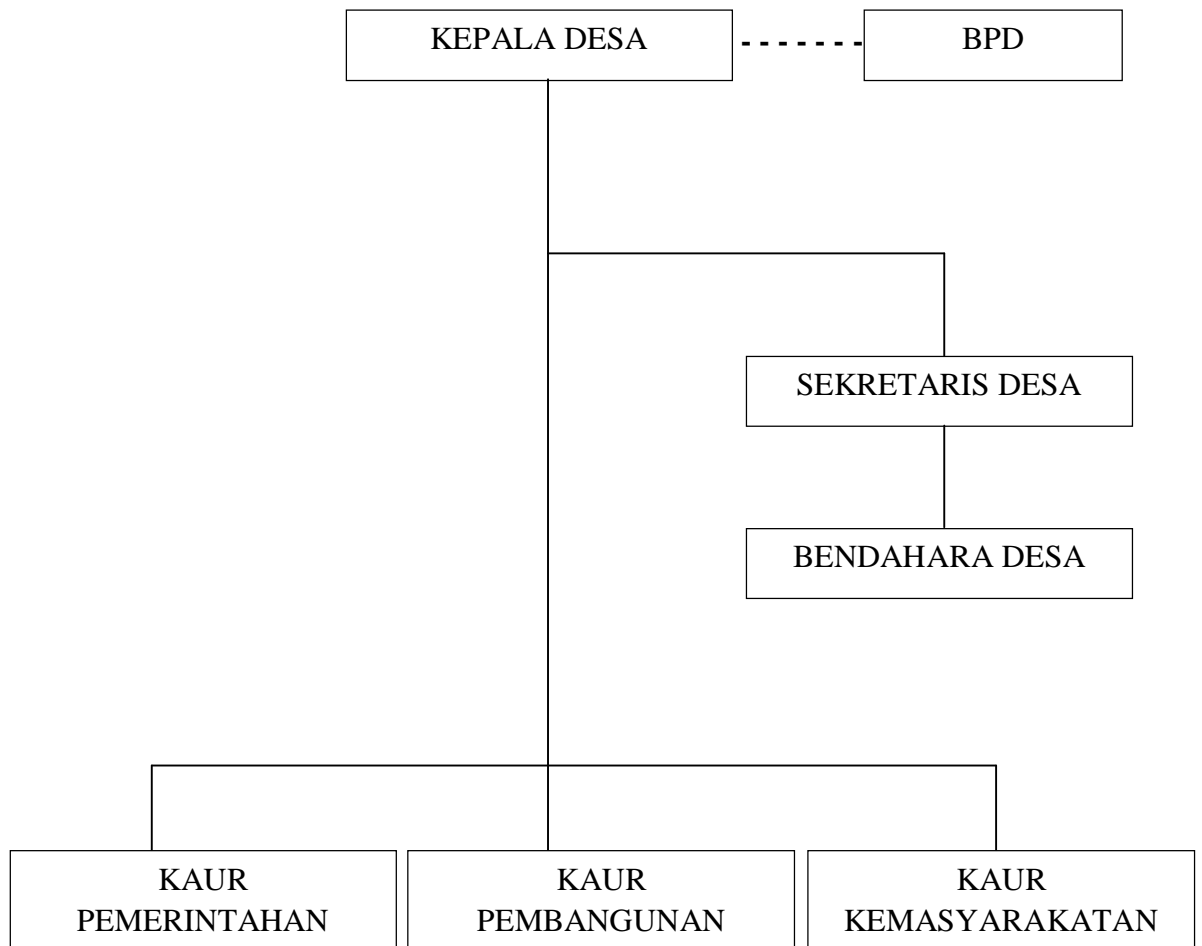 KEPALA DESA
BPD
SEKRETARIS DESA
BENDAHARA DESA
KAUR
PEMERINTAHAN
KAUR
PEMBANGUNAN
KAUR
KEMASYARAKATAN